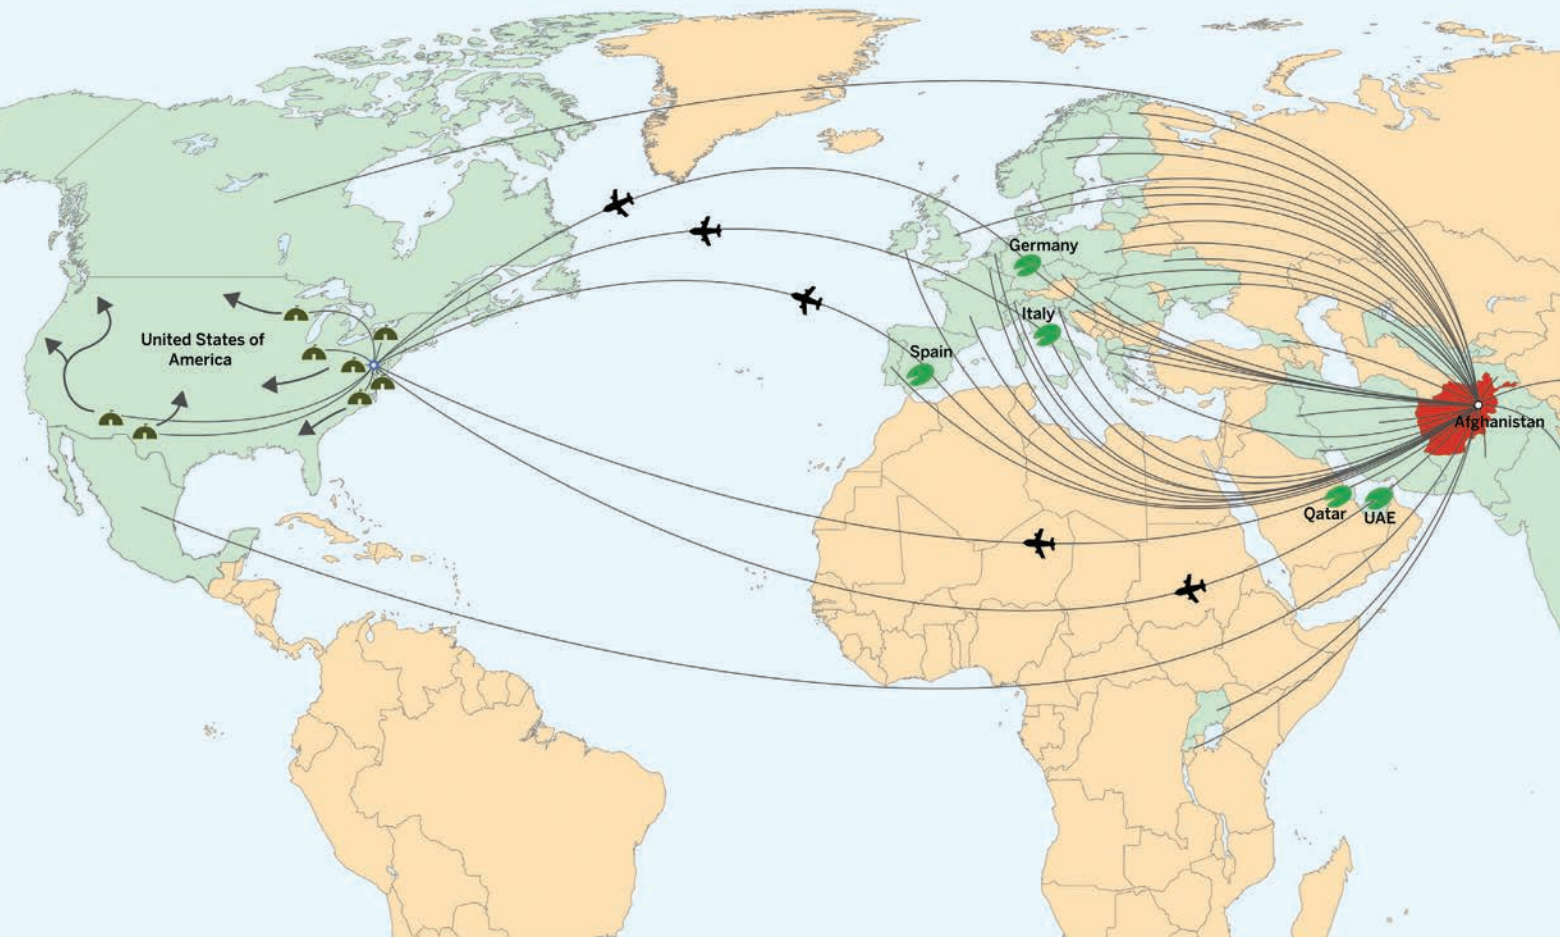 Germany
United States of
America
Italy
Spain
Afghanistan
Qatar
UAE